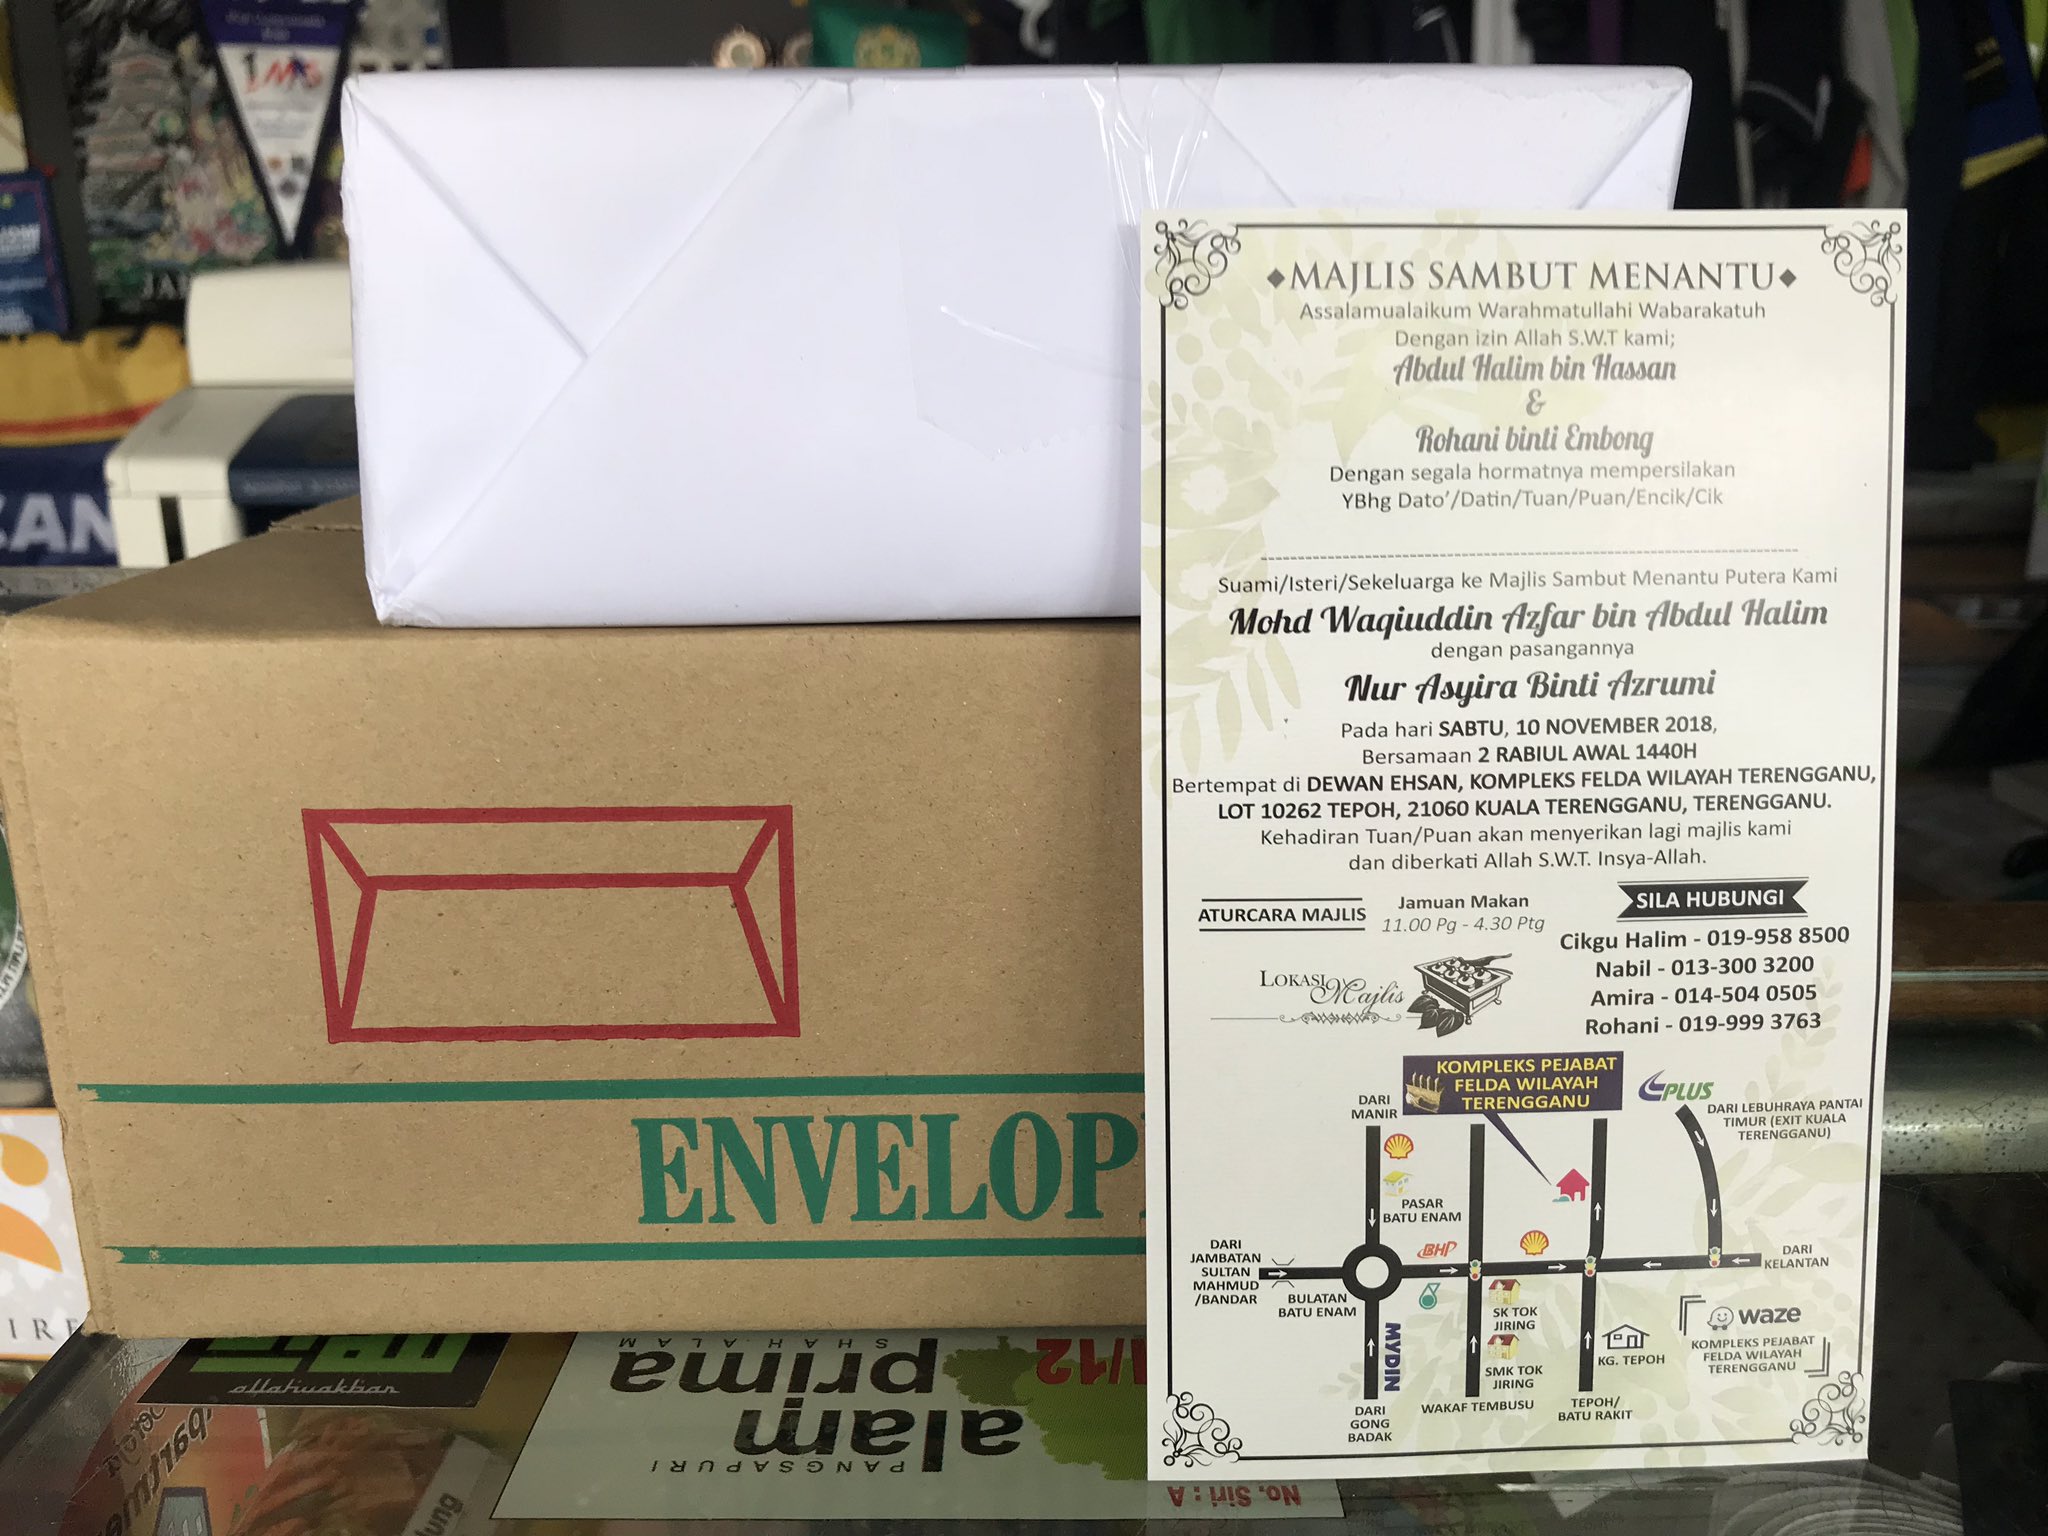 ◆MAJLIS SAMBUT MENANTU◆
Assalamualaikum Warahmatullahi Wabarakatuh
Dengan izin Allah S.W.T kami;
Abdul Halim bin Hassan
&
Rohani binti Embong
Dengan segala hormatnya mempersilakan
YBhg Dato'/Datin/Tuan/Puan/Encik/Cik
Suami/Isteri/Sekeluarga ke Majlis Sambut Menantu Putera Kami
Mohd Waqiuddin Azfar bin Abdul Halim
dengan pasangannya
Nur Asyira Binti Azrumi
Pada hari SABTU, 10 NOVEMBER 2018,
Bersamaan 2 RABIUL AWAL 1440H
Bertempat di DEWAN EHSAN, KOMPLEKS FELDA WILAYAH TERENGGANU,
LOT 10262 TEPOH, 21060 KUALA TERENGGANU, TERENGGANU.
Kehadiran Tuan/Puan akan menyerikan lagi majlis kami
dan diberkati Allah S.W.T. Insya-Allah.
ATURCARA MAJLIS
Jamuan Makan
11.00 Pg - 4.30 Ptg
LOKASI Majlis
SILA HUBUNGI
Cikgu Halim - 019-958 8500
Nabil - 013-300 3200
Amira - 014-504 0505
Rohani - 019-999 3763
KOMPLEKS PEJABAT
FELDA WILAYAH
TERENGGANU
DARI
MANIR
PLUS
DARI LEBUHRAYA PANTAI
TIMUR (EXIT KUALA
TERENGGANU)
PASAR
BATU ENAM
DARI
JAMBATAN
SULTAN
MAHMUD
/BANDAR
BULATAN
BATU ENAM
BHP
DARI
KELANTAN
SK TOK
JIRING
SMK TOK
JIRING
MYDIN
KG. TEPOH
waze
KOMPLEKS PEJABAT
FELDA WILAYAH
TERENGGANU
DARI
GONG
BADAK
WAKAF TEMBUSU
TEPOH/
BATU RAKIT
ENVELOP
allahuakbar
PANGSAPURI
alam
prima
SHAH ALAM
No. Siri : A
1/12